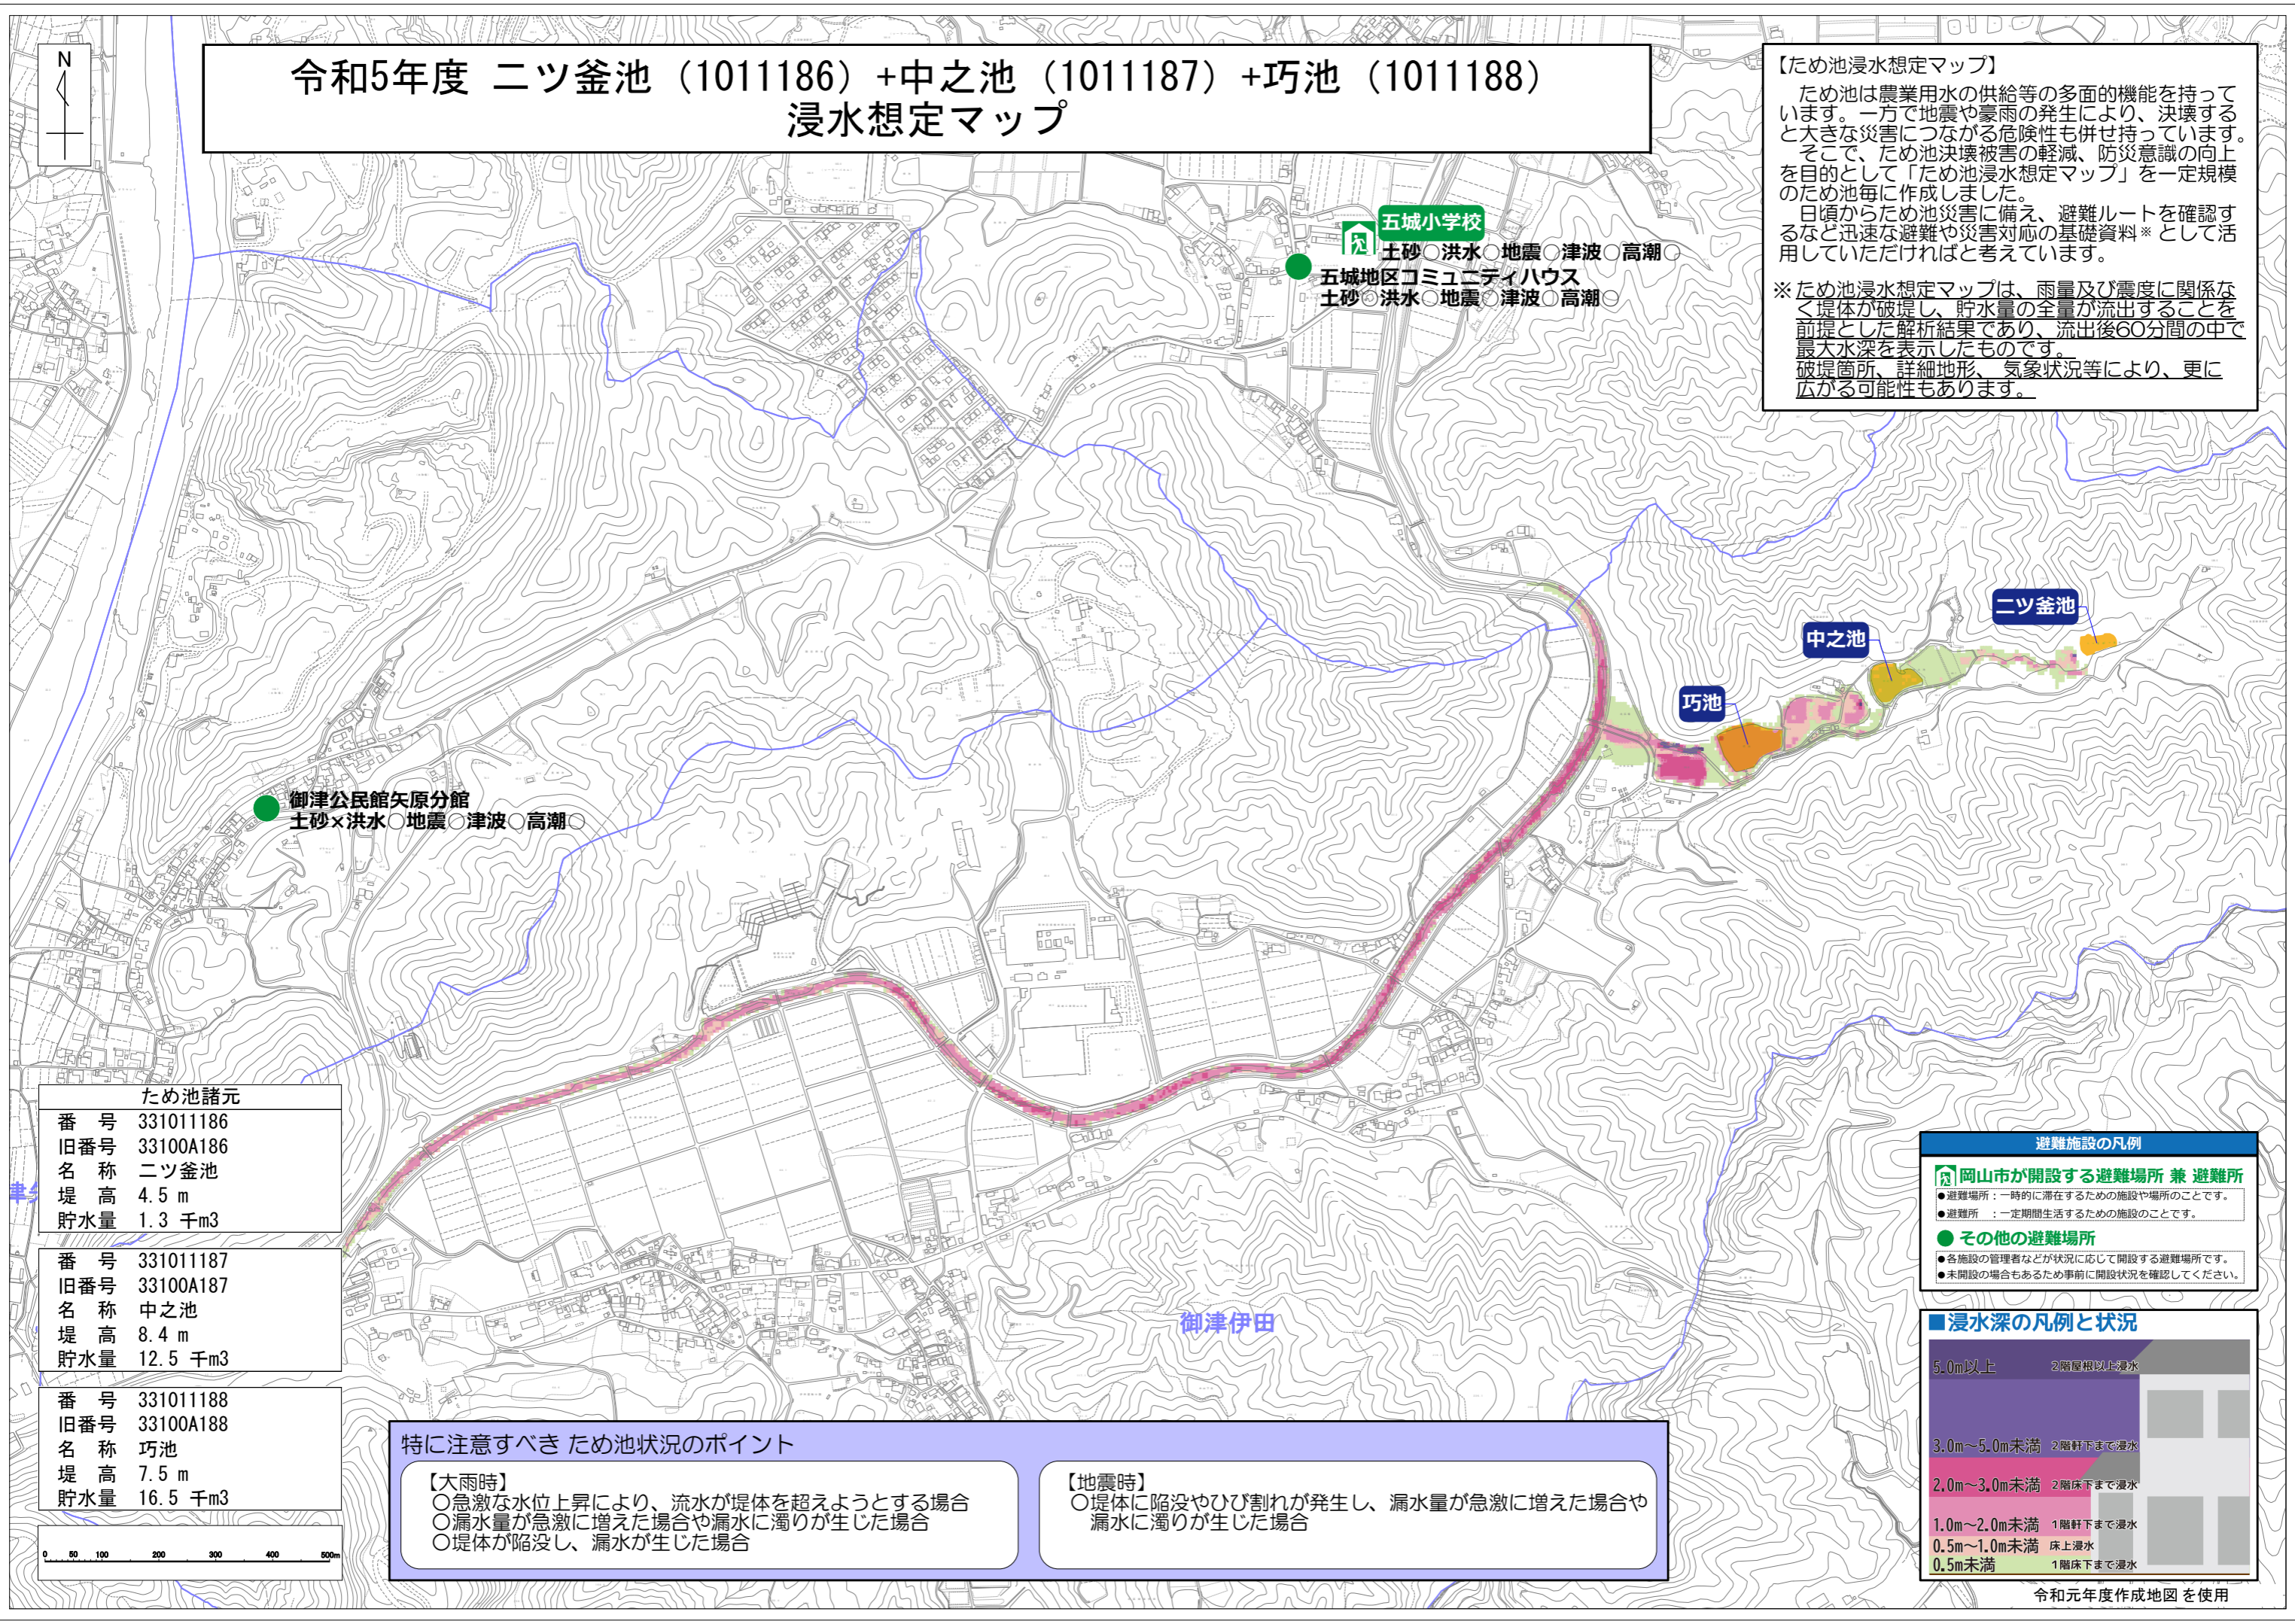 N
令和5年度 二ツ釜池（1011186）+中之池（1011187）+巧池（1011188）
浸水想定マップ
【ため池浸水想定マップ】
ため池は農業用水の供給等の多面的機能を持って
います。一方で地震や豪雨の発生により、決壊する
と大きな災害につながる危険性も併せ持っています。
そこで、ため池決壊被害の軽減、防災意識の向上
を目的として「ため池浸水想定マップ」を一定規模
のため池毎に作成しました。
日頃からため池災害に備え、避難ルートを確認す
るなど迅速な避難や災害対応の基礎資料※として活
用していただければと考えています。
※ため池浸水想定マップは、雨量及び震度に関係な
く堤体が破堤し、貯水量の全量が流出することを
前提とした解析結果であり、流出後60分間の中で
最大水深を表示したものです。
破堤箇所、詳細地形、 気象状況等により、更に
広がる可能性もあります。
五城小学校
土砂○洪水○地震○津波○高潮○
五城地区コミュニティハウス
土砂○洪水○地震○津波○高潮○
二ツ釜池
中之池
巧池
御津公民館矢原分館
土砂×洪水○地震○津波○高潮○
御津伊田
ため池諸元
番 号 331011186
旧番号 33100A186
名 称 二ツ釜池
堤 高 4.5 m
貯水量 1.3 千m3
番 号 331011187
旧番号 33100A187
名 称 中之池
堤 高 8.4 m
貯水量 12.5 千m3
番 号 331011188
旧番号 33100A188
名 称 巧池
堤 高 7.5 m
貯水量 16.5 千m3
0 50 100 200 300 400 500m
特に注意すべき ため池状況のポイント
【大雨時】
○急激な水位上昇により、流水が堤体を超えようとする場合
○漏水量が急激に増えた場合や漏水に濁りが生じた場合
○堤体が陥没し、漏水が生じた場合
【地震時】
○堤体に陥没やひび割れが発生し、漏水量が急激に増えた場合や
漏水に濁りが生じた場合
避難施設の凡例
岡山市が開設する避難場所 兼 避難所
●避難場所：一時的に滞在するための施設や場所のことです。
●避難所 ：一定期間生活するための施設のことです。
● その他の避難場所
●各施設の管理者などが状況に応じて開設する避難場所です。
●未開設の場合もあるため事前に開設状況を確認してください。
■浸水深の凡例と状況
5.0m以上 2階屋根以上浸水
3.0m～5.0m未満 2階軒下まで浸水
2.0m～3.0m未満 2階床下まで浸水
1.0m～2.0m未満 1階軒下まで浸水
0.5m～1.0m未満 床上浸水
0.5m未満 1階床下まで浸水
令和元年度作成地図を使用